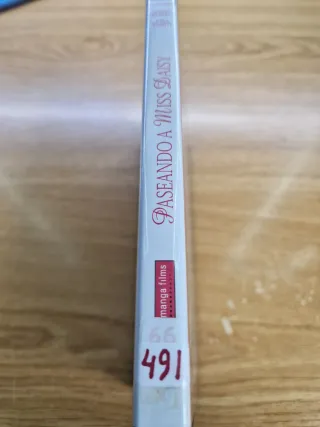 PASEANDO A MISS DAISY
manga films
66
491